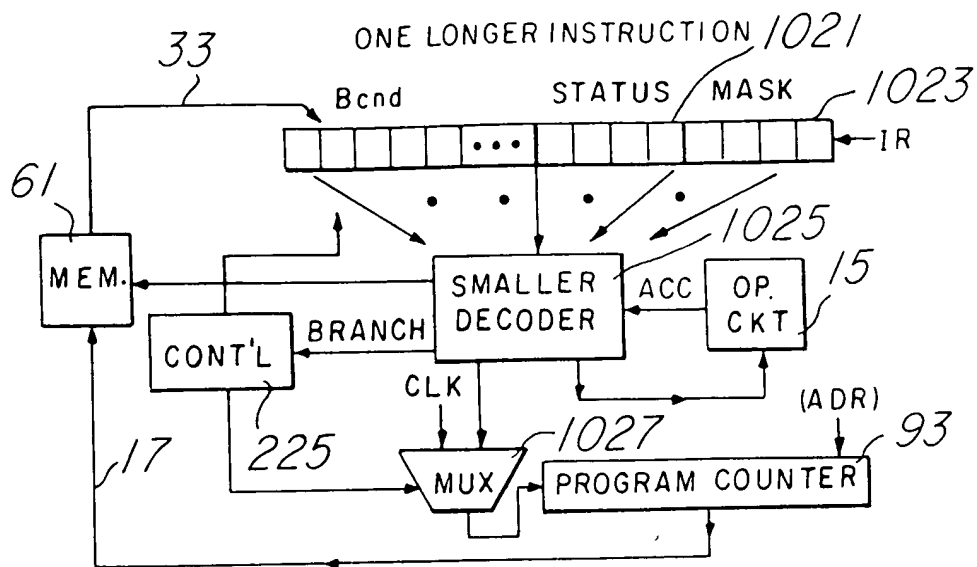 ONE LONGER INSTRUCTION
1021
33
Bcnd
STATUS MASK
1023
IR
61
MEM.
1025
SMALLER
DECODER
ACC
OP.
CKT
15
CONT'L
BRANCH
CLK
225
(ADR)
1027
93
17
MUX
PROGRAM COUNTER